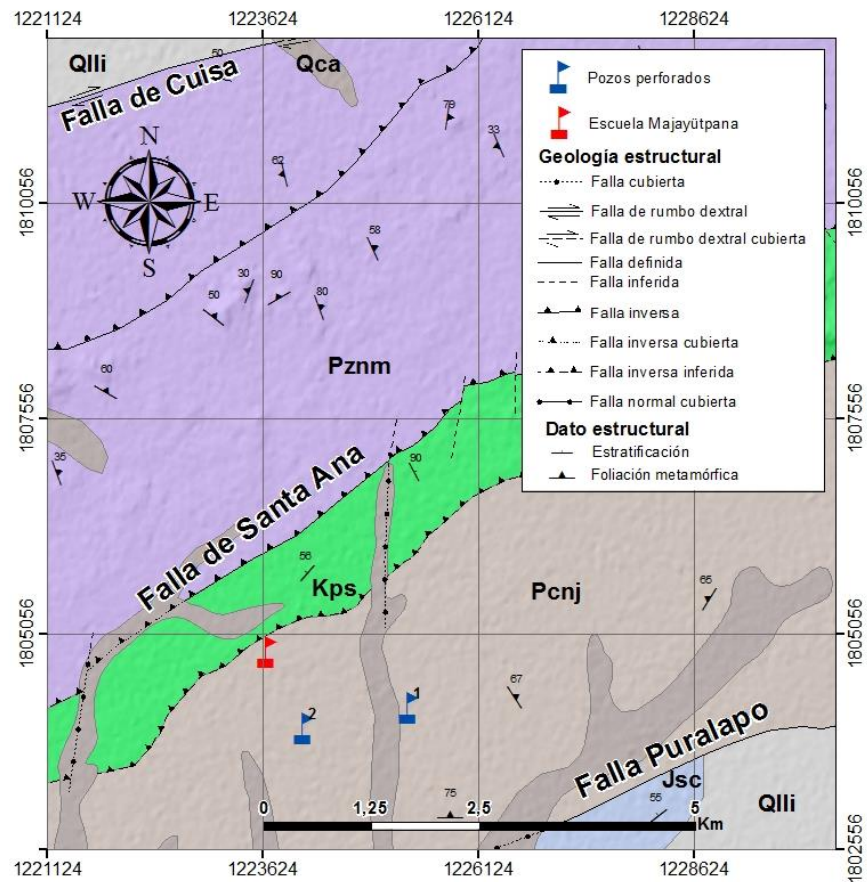 1221124
1223624
1226124
1228624
Qlli
50
Qca
Falla de Cuisa
79
33
62
N
W
E
S
58
30
90
50
80
Pznm
60
35
90
Falla de Santa Ana
56
Kps
Pcnj
65
67
1
2
Falla Puralapo
Jsc
Qlli
55
75
0
1,25
2,5
5
Km
Pozos perforados
Escuela Majayütpana
Geología estructural
Falla cubierta
Falla de rumbo dextral
Falla de rumbo dextral cubierta
Falla definida
Falla inferida
Falla inversa
Falla inversa cubierta
Falla inversa inferida
Falla normal cubierta
Dato estructural
Estratificación
Foliación metamórfica
1810056
1807556
1805056
1802556
1810056
1807556
1805056
1802556
1221124
1223624
1226124
1228624